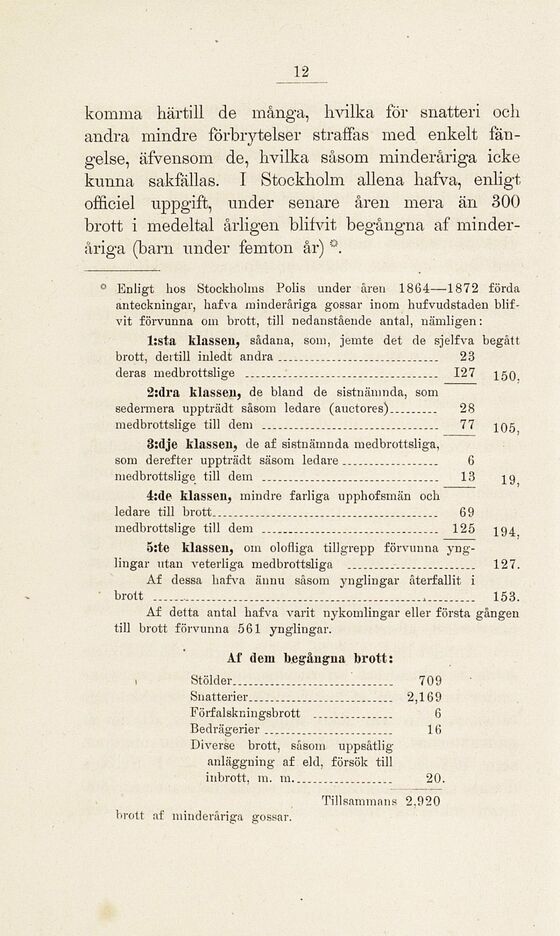 12
komma härtill de många, hvilka för snatteri och
andra mindre förbrytelser straffas med enkelt fän-
gelse, äfvensom de, hvilka såsom minderåriga icke
kunna sakfällas. I Stockholm allena hafva, enligt
officiel uppgift, under senare åren mera än 300
brott i medeltal årligen blifvit begångna af minder-
åriga (barn under femton år) *.
* Enligt hos Stockholms Polis under åren 1864—1872 förda
anteckningar, hafva minderåriga gossar inom hufvudstaden blif-
vit förvunna om brott, till nedanstående antal, nämligen:
1:sta klassen, sådana, som, jemte det de sjelfva begått
brott, dertill inledt andra 23
deras medbrottslige 127 150,
2:dra klassen, de bland de sistnämnda, som
sedermera uppträdt såsom ledare (auctores) 28
medbrottslige till dem 77 105,
3:dje klassen, de af sistnämnda medbrottsliga,
som derefter uppträdt såsom ledare 6
medbrottslige till dem 13 19,
4:de klassen, mindre farliga upphofsmän och
ledare till brott 69
medbrottslige till dem 125 194,
5:te klassen, om olofliga tillgrepp förvunna yng-
lingar utan veterliga medbrottsliga 127.
Af dessa hafva ännu såsom ynglingar återfallit i
brott 153.
Af detta antal hafva varit nykomlingar eller första gången
till brott förvunna 561 ynglingar.
Af dem begångna brott:
Stölder 709
Snatterier 2,169
Förfalskningsbrott 6
Bedrägerier 16
Diverse brott, såsom uppsåtlig
anläggning af eld, försök till
inbrott, m. m. 20.
Tillsammans 2,920
brott af minderåriga gossar.